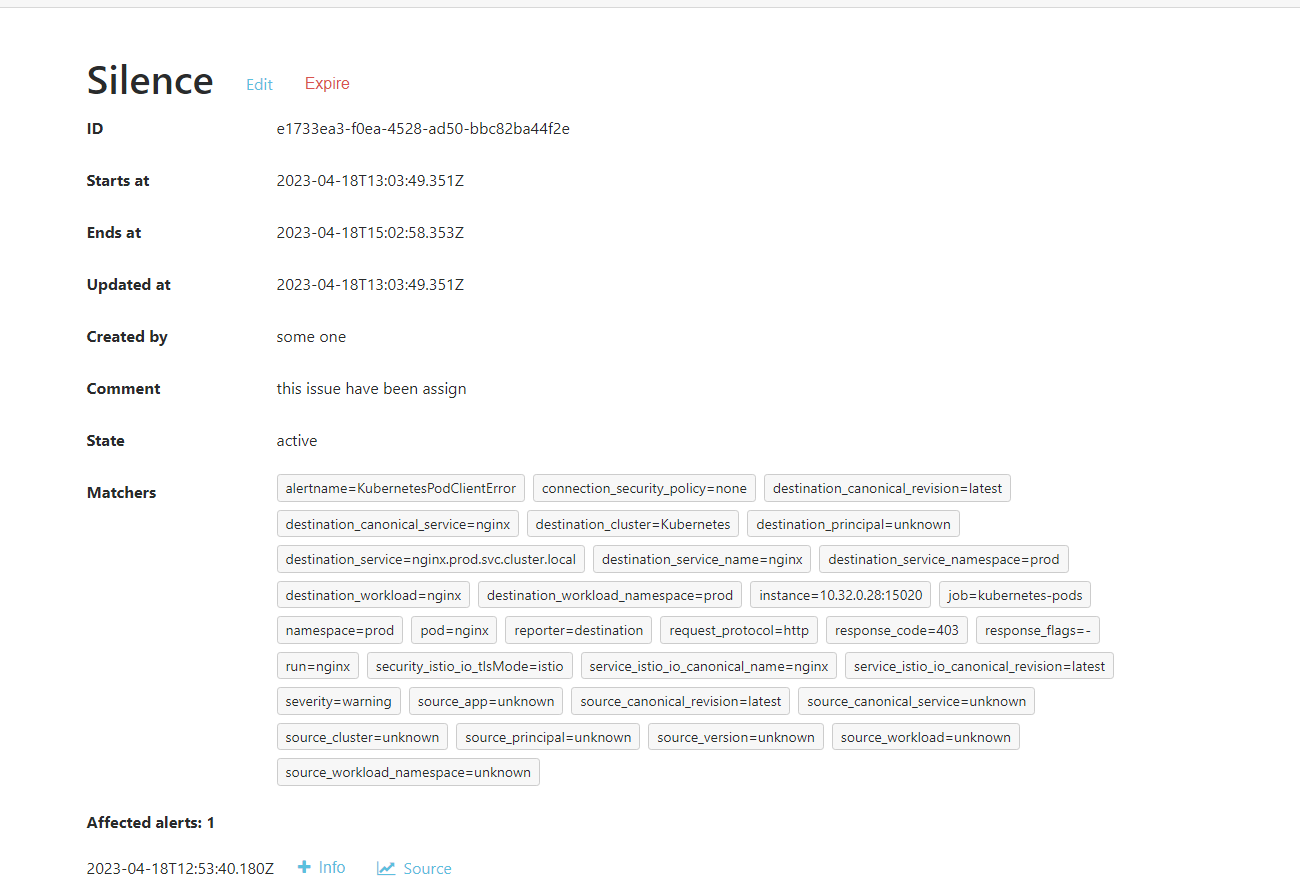 Silence Edit Expire
ID e1733ea3-f0ea-4528-ad50-bbc82ba44f2e
Starts at 2023-04-18T13:03:49.351Z
Ends at 2023-04-18T15:02:58.353Z
Updated at 2023-04-18T13:03:49.351Z
Created by some one
Comment this issue have been assign
State active
Matchers alertname=KubernetesPodClientError connection_security_policy=none destination_canonical_revision=latest
destination_canonical_service=nginx destination_cluster=Kubernetes destination_principal=unknown
destination_service=nginx.prod.svc.cluster.local destination_service_name=nginx destination_service_namespace=prod
destination_workload=nginx destination_workload_namespace=prod instance=10.32.0.28:15020 job=kubernetes-pods
namespace=prod pod=nginx reporter=destination request_protocol=http response_code=403 response_flags=-
run=nginx security_istio_io_tlsMode=istio service_istio_io_canonical_name=nginx service_istio_io_canonical_revision=latest
severity=warning source_app=unknown source_canonical_revision=latest source_canonical_service=unknown
source_cluster=unknown source_principal=unknown source_version=unknown source_workload=unknown
source_workload_namespace=unknown
Affected alerts: 1
2023-04-18T12:53:40.180Z + Info Source